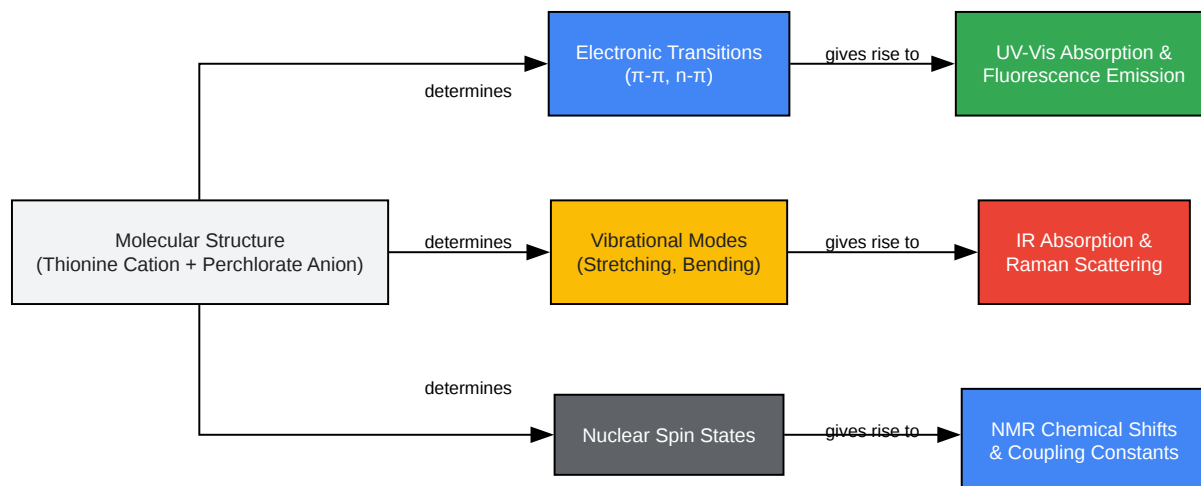 Electronic Transitions
(π-π, n-π)
gives rise to
UV-Vis Absorption &
Fluorescence Emission
determines
Molecular Structure
(Thionine Cation + Perchlorate Anion)
determines
Vibrational Modes
(Stretching, Bending)
gives rise to
IR Absorption &
Raman Scattering
determines
Nuclear Spin States
gives rise to
NMR Chemical Shifts
& Coupling Constants